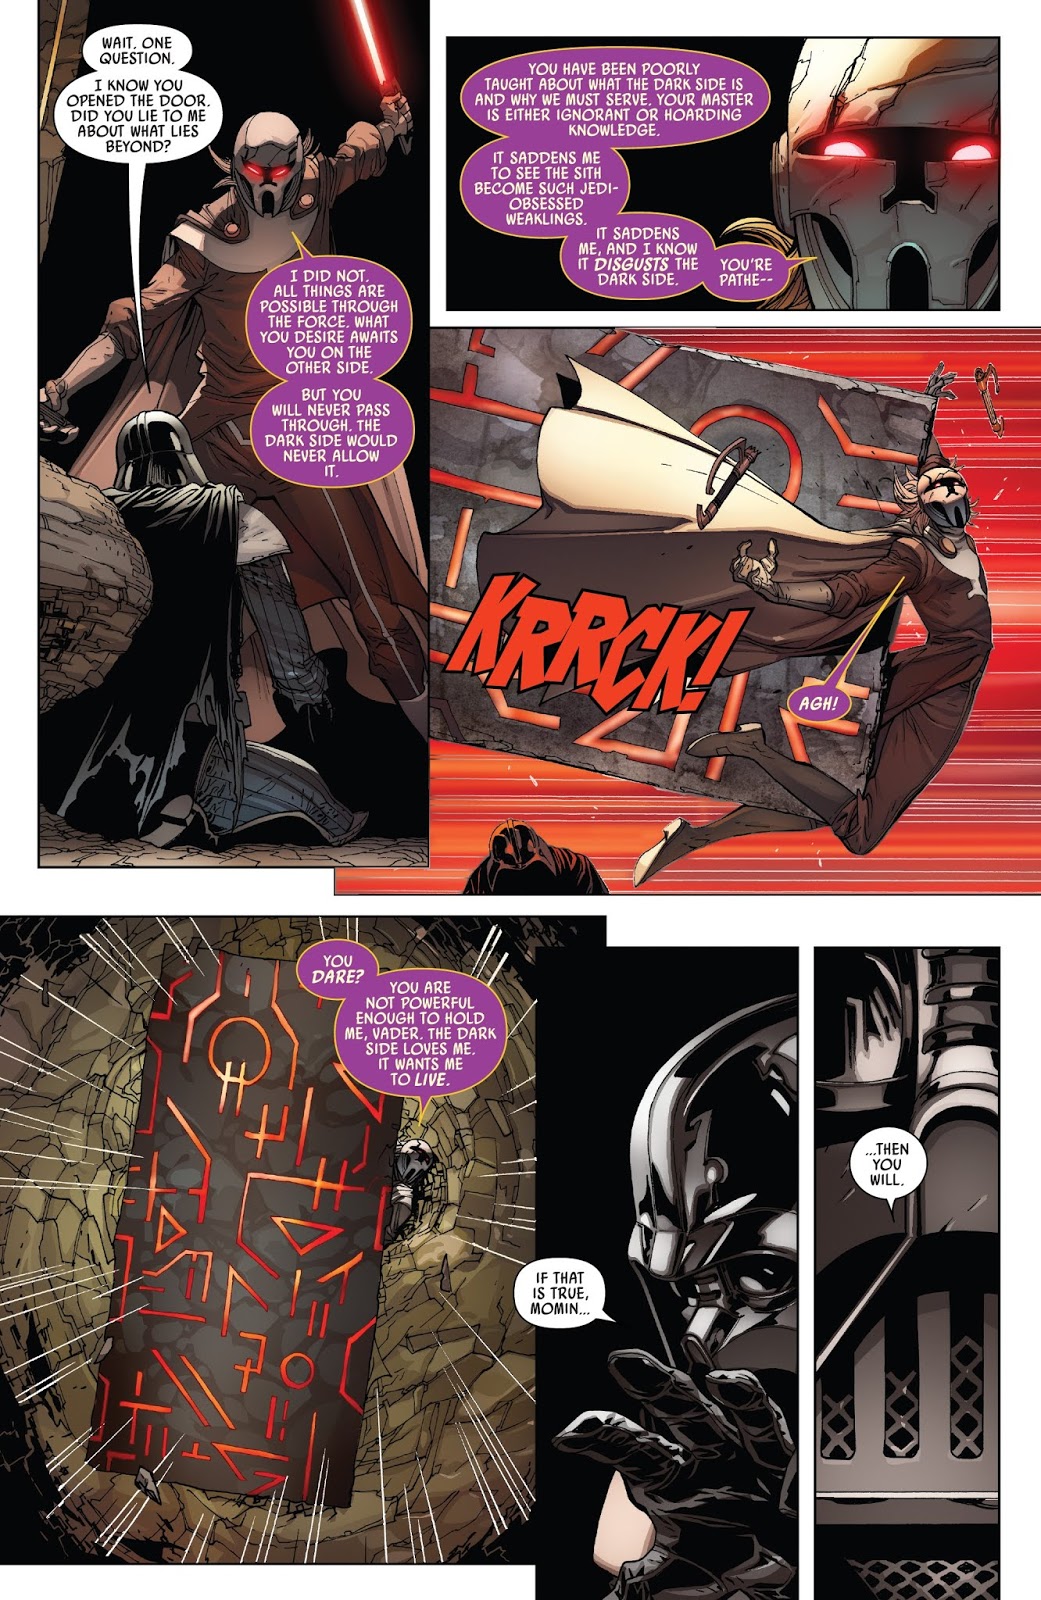 WAIT. ONE
QUESTION.
I KNOW YOU
OPENED THE DOOR.
DID YOU LIE TO ME
ABOUT WHAT LIES
BEYOND?
I DID NOT.
ALL THINGS ARE
POSSIBLE THROUGH
THE FORCE. WHAT
YOU DESIRE AWAITS
YOU ON THE
OTHER SIDE.
BUT YOU
WILL NEVER PASS
THROUGH. THE
DARK SIDE WOULD
NEVER ALLOW
IT.
YOU HAVE BEEN POORLY
TAUGHT ABOUT WHAT THE DARK SIDE IS
AND WHY WE MUST SERVE. YOUR MASTER
IS EITHER IGNORANT OR HOARDING
KNOWLEDGE.
IT SADDENS ME
TO SEE THE SITH
BECOME SUCH JEDI-
OBSESSED
WEAKLINGS.
IT SADDENS
ME, AND I KNOW
IT DISGUSTS THE
DARK SIDE.
YOU'RE
PATHE--
KRRCK!
AGH!
YOU
DARE?
YOU ARE
NOT POWERFUL
ENOUGH TO HOLD
ME, VADER. THE DARK
SIDE LOVES ME.
IT WANTS ME
TO LIVE.
IF THAT
IS TRUE,
MOMIN...
...THEN
YOU
WILL.